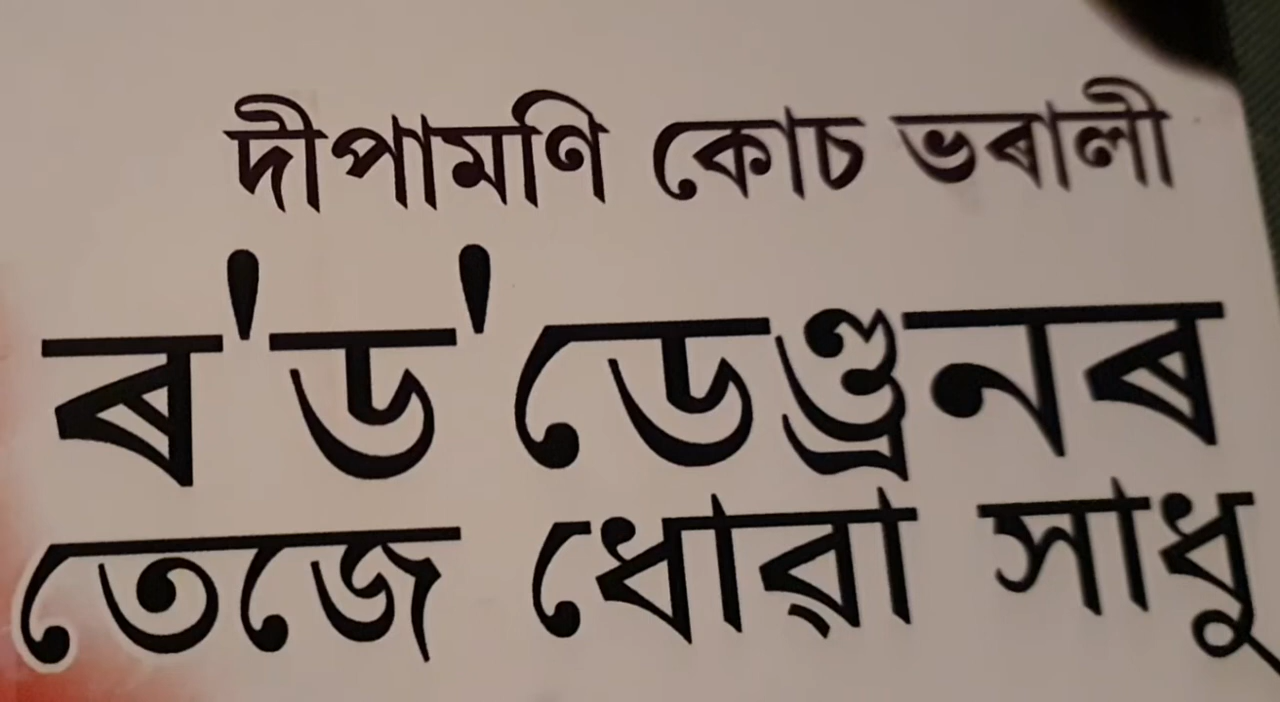 দীপামণি কোচ ভৰালী
ৰ'ড'ডেণ্ড্ৰনৰ
তেজে ধোৱা সাধু